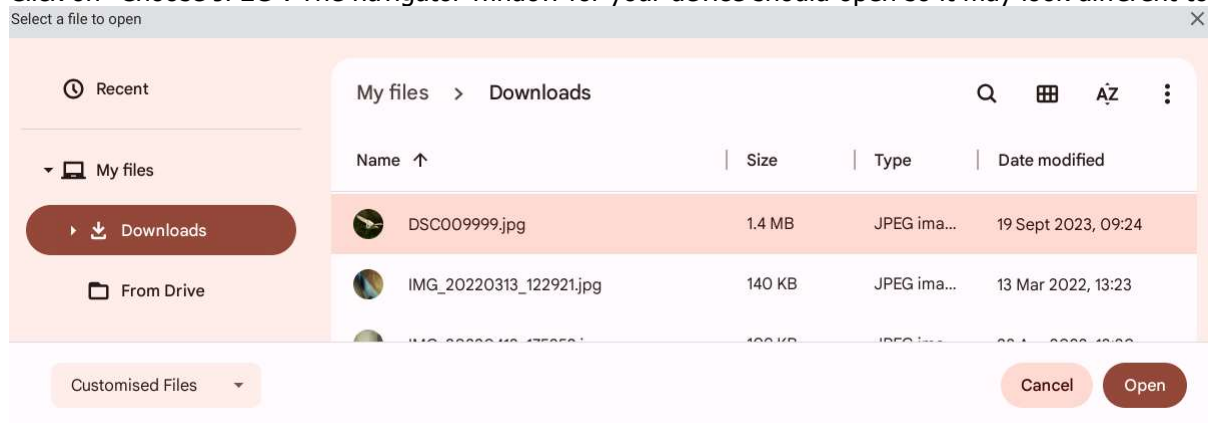 Select a file to open
Recent
My files > Downloads
AZ
Name ↑ Size Type Date modified
My files
DSC009999.jpg 1.4 MB JPEG ima... 19 Sept 2023, 09:24
Downloads
IMG_20220313_122921.jpg 140 KB JPEG ima... 13 Mar 2022, 13:23
From Drive
Customised Files
Cancel
Open